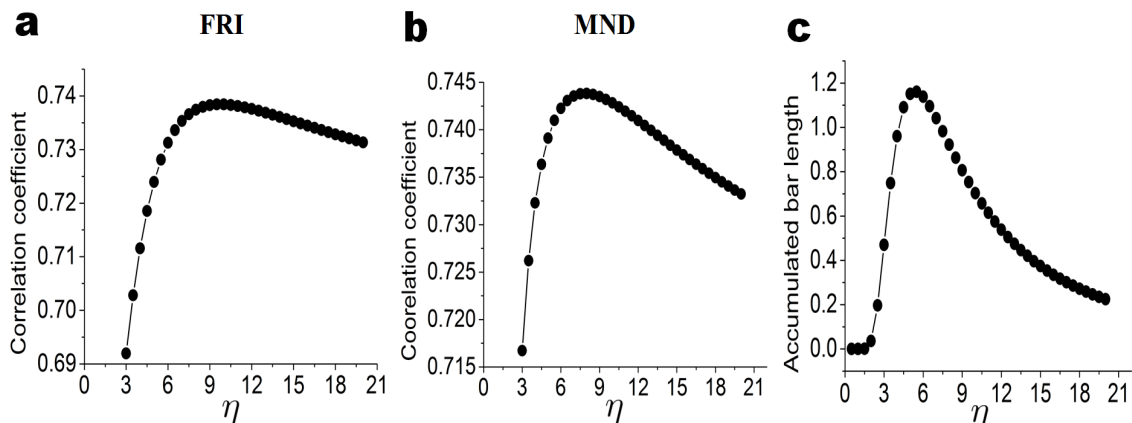 a FRI
Correlation coefficient
0.74
0.73
0.72
0.71
0.70
0.69
0 3 6 9 12 15 18 21
η
b MND
Coorelation coefficient
0.745
0.740
0.735
0.730
0.725
0.720
0.715
0 3 6 9 12 15 18 21
η
c
Accumulated bar length
1.2
1.0
0.8
0.6
0.4
0.2
0.0
0 3 6 9 12 15 18 21
η